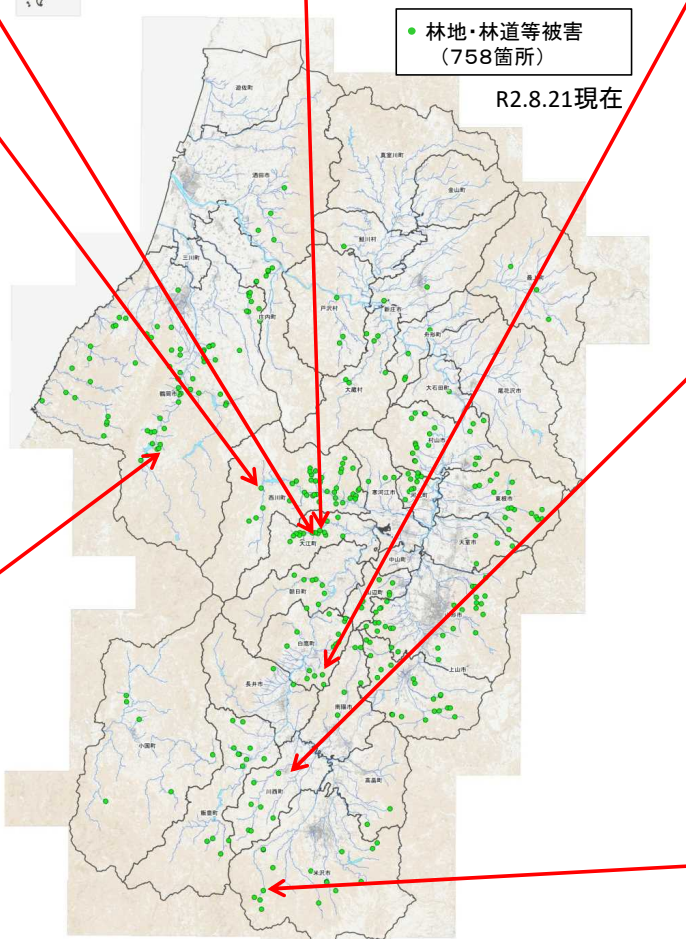 林地・林道等被害
(758箇所)
R2.8.21現在
遊佐町
真室川町
酒田市
金山町
鮭川村
三川町
最上町
庄内町
戸沢村
新庄市
舟形町
大蔵村
大石田町
尾花沢市
鶴岡市
村山市
西川町
寒河江市
河北町
東根市
大江町
天童市
中山町
朝日町
山辺町
白鷹町
上山市
長井市
南陽市
小国町
川西町
高畠町
飯豊町
米沢市